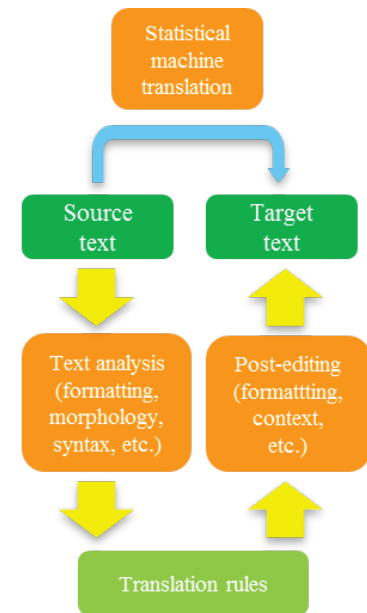 Statistical
machine
translation
Source
text
Target
text
Text analysis
(formatting,
morphology,
syntax, etc.)
Post-editing
(formattting,
context,
etc.)
Translation rules